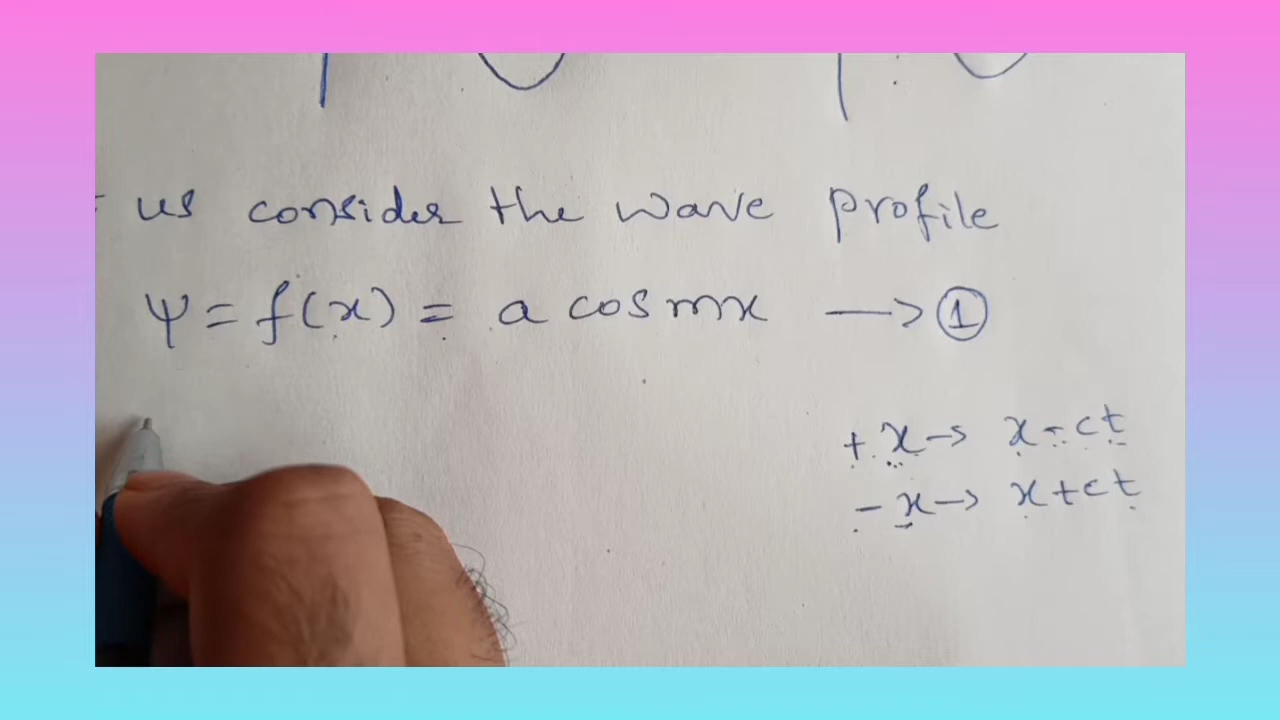 us consider the wave profile
ψ = f(x) = a cos mx → ①
+ x → x - ct
- x → x + ct